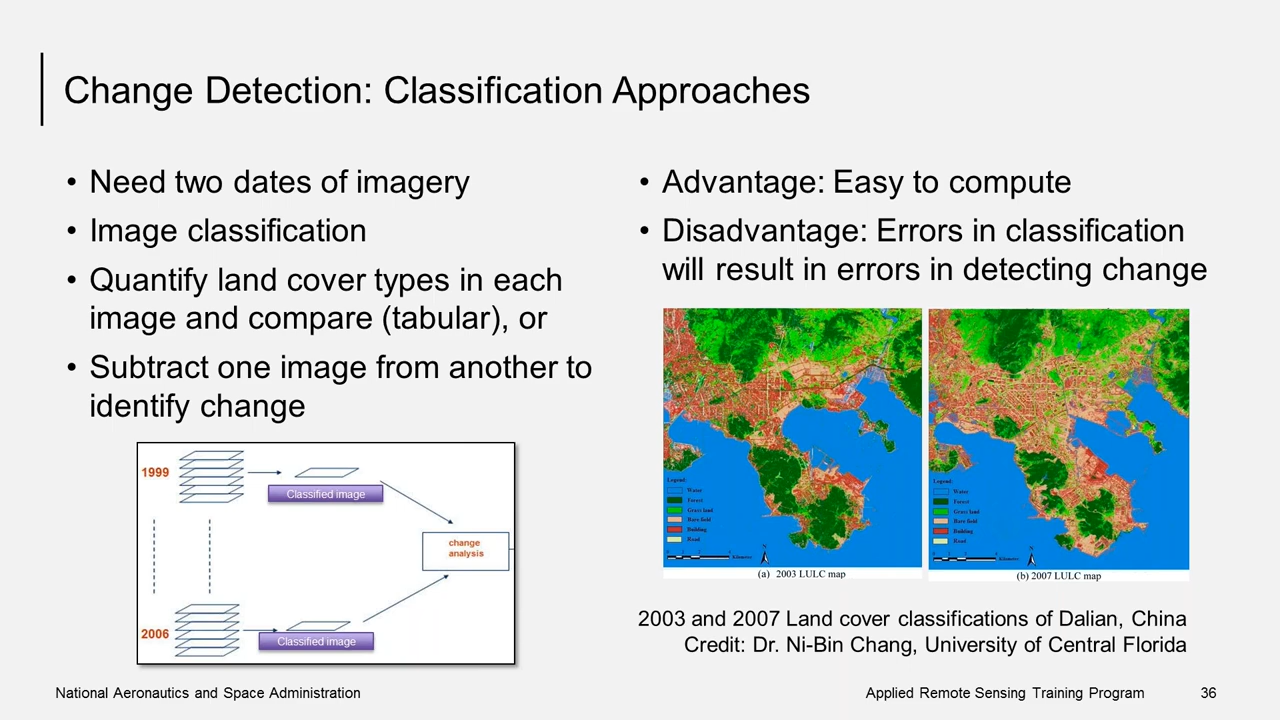 Change Detection: Classification Approaches
• Need two dates of imagery
• Image classification
• Quantify land cover types in each
image and compare (tabular), or
• Subtract one image from another to
identify change
1999
Classified image
change
analysis
2006
Classified image
• Advantage: Easy to compute
• Disadvantage: Errors in classification
will result in errors in detecting change
Legend:
Water
Forest
Grass land
Bare field
Building
Road
N
Kilometers
(a) 2003 LULC map
Legend:
Water
Forest
Grass land
Bare field
Building
Road
N
Kilometers
(b) 2007 LULC map
2003 and 2007 Land cover classifications of Dalian, China
Credit: Dr. Ni-Bin Chang, University of Central Florida
National Aeronautics and Space Administration
Applied Remote Sensing Training Program
36